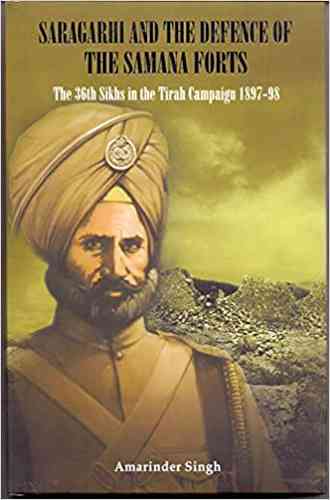 SARAGARHI AND THE DEFENCE OF
THE SAMANA FORTS
The 36th Sikhs in the Tirah Campaign 1897-98
Amarinder Singh